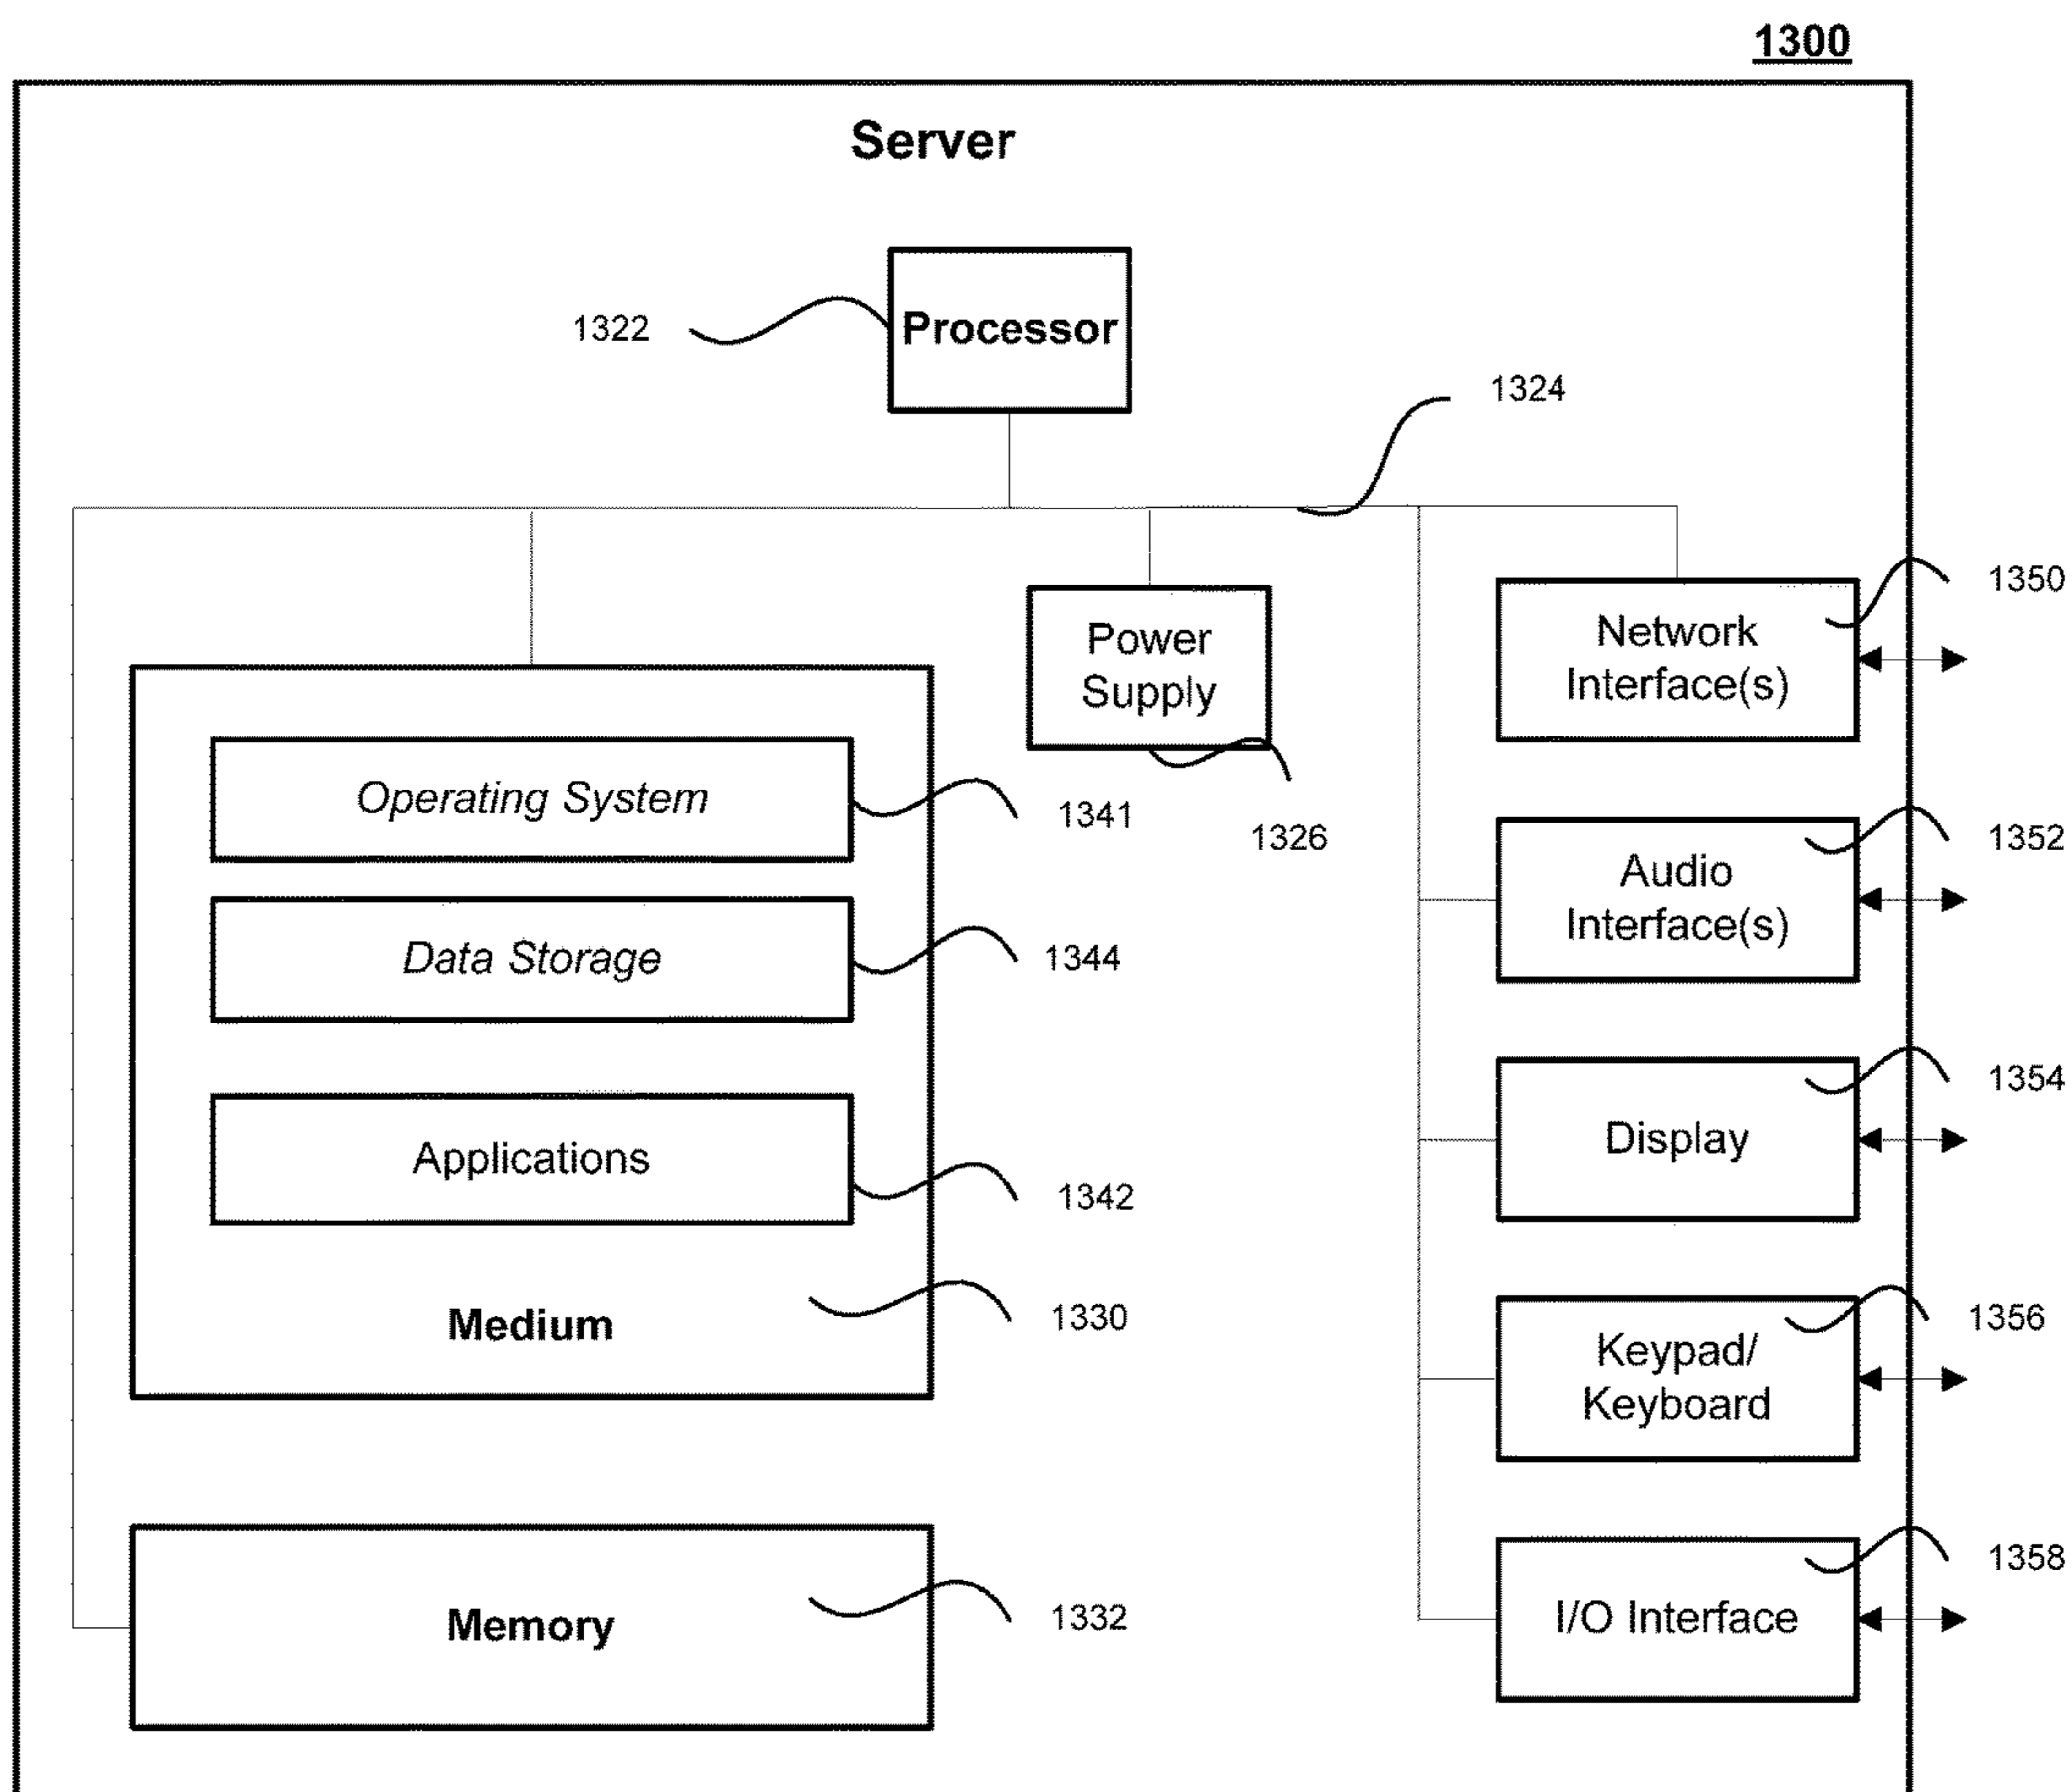 1300
Server
Processor
1322
1324
Power
Supply
1326
Network
Interface(s)
1350
Operating System
1341
Audio
Interface(s)
1352
Data Storage
1344
Display
1354
Applications
1342
Medium
1330
Keypad/
Keyboard
1356
Memory
1332
I/O Interface
1358